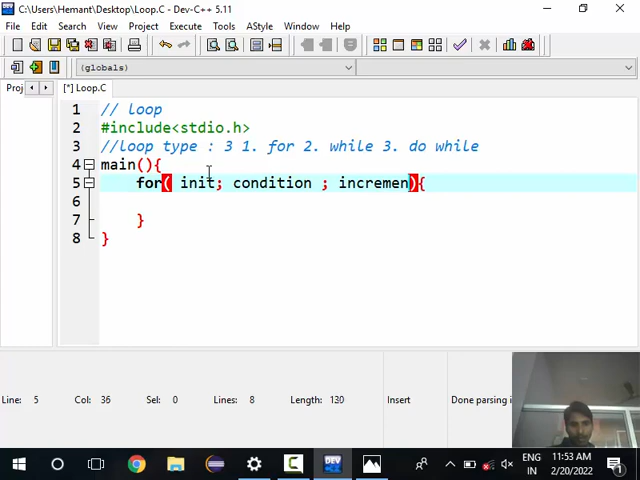 C:\Users\Hemant\Desktop\Loop.C - Dev-C++ 5.11
File Edit Search View Project Execute Tools AStyle Window Help
(globals)
Proj [*] Loop.C
1 // loop
2 #include<stdio.h>
3 //loop type : 3 1. for 2. while 3. do while
4 main(){
5 for( init; condition ; incremen){
6
7 }
8 }
Line: 5 Col: 36 Sel: 0 Lines: 8 Length: 130 Insert Done parsing i
DEV
ENG 11:53 AM
IN 2/20/2022